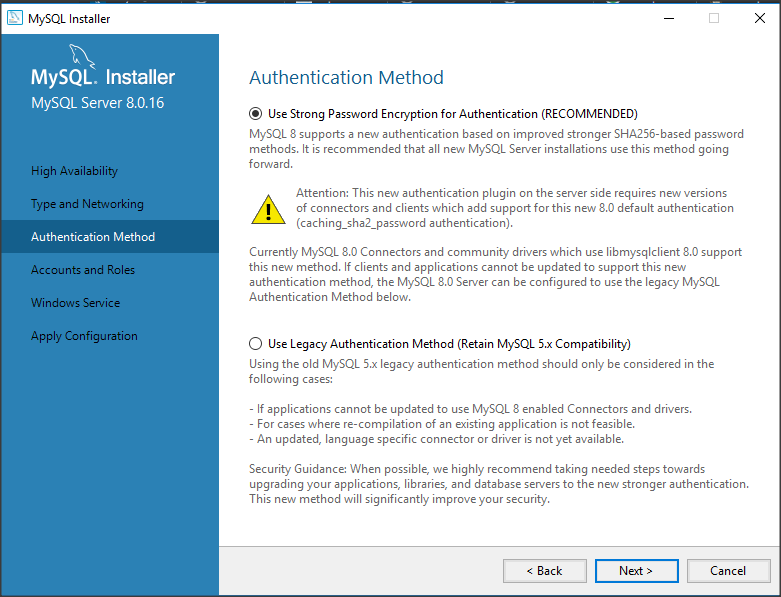 MySQL Installer
MySQL. Installer
MySQL Server 8.0.16
High Availability
Type and Networking
Authentication Method
Accounts and Roles
Windows Service
Apply Configuration
Authentication Method
Use Strong Password Encryption for Authentication (RECOMMENDED)
MySQL 8 supports a new authentication based on improved stronger SHA256-based password
methods. It is recommended that all new MySQL Server installations use this method going
forward.
Attention: This new authentication plugin on the server side requires new versions
of connectors and clients which add support for this new 8.0 default authentication
(caching_sha2_password authentication).
Currently MySQL 8.0 Connectors and community drivers which use libmysqlclient 8.0 support
this new method. If clients and applications cannot be updated to support this new
authentication method, the MySQL 8.0 Server can be configured to use the legacy MySQL
Authentication Method below.
Use Legacy Authentication Method (Retain MySQL 5.x Compatibility)
Using the old MySQL 5.x legacy authentication method should only be considered in the
following cases:
- If applications cannot be updated to use MySQL 8 enabled Connectors and drivers.
- For cases where re-compilation of an existing application is not feasible.
- An updated, language specific connector or driver is not yet available.
Security Guidance: When possible, we highly recommend taking needed steps towards
upgrading your applications, libraries, and database servers to the new stronger authentication.
This new method will significantly improve your security.
< Back
Next >
Cancel